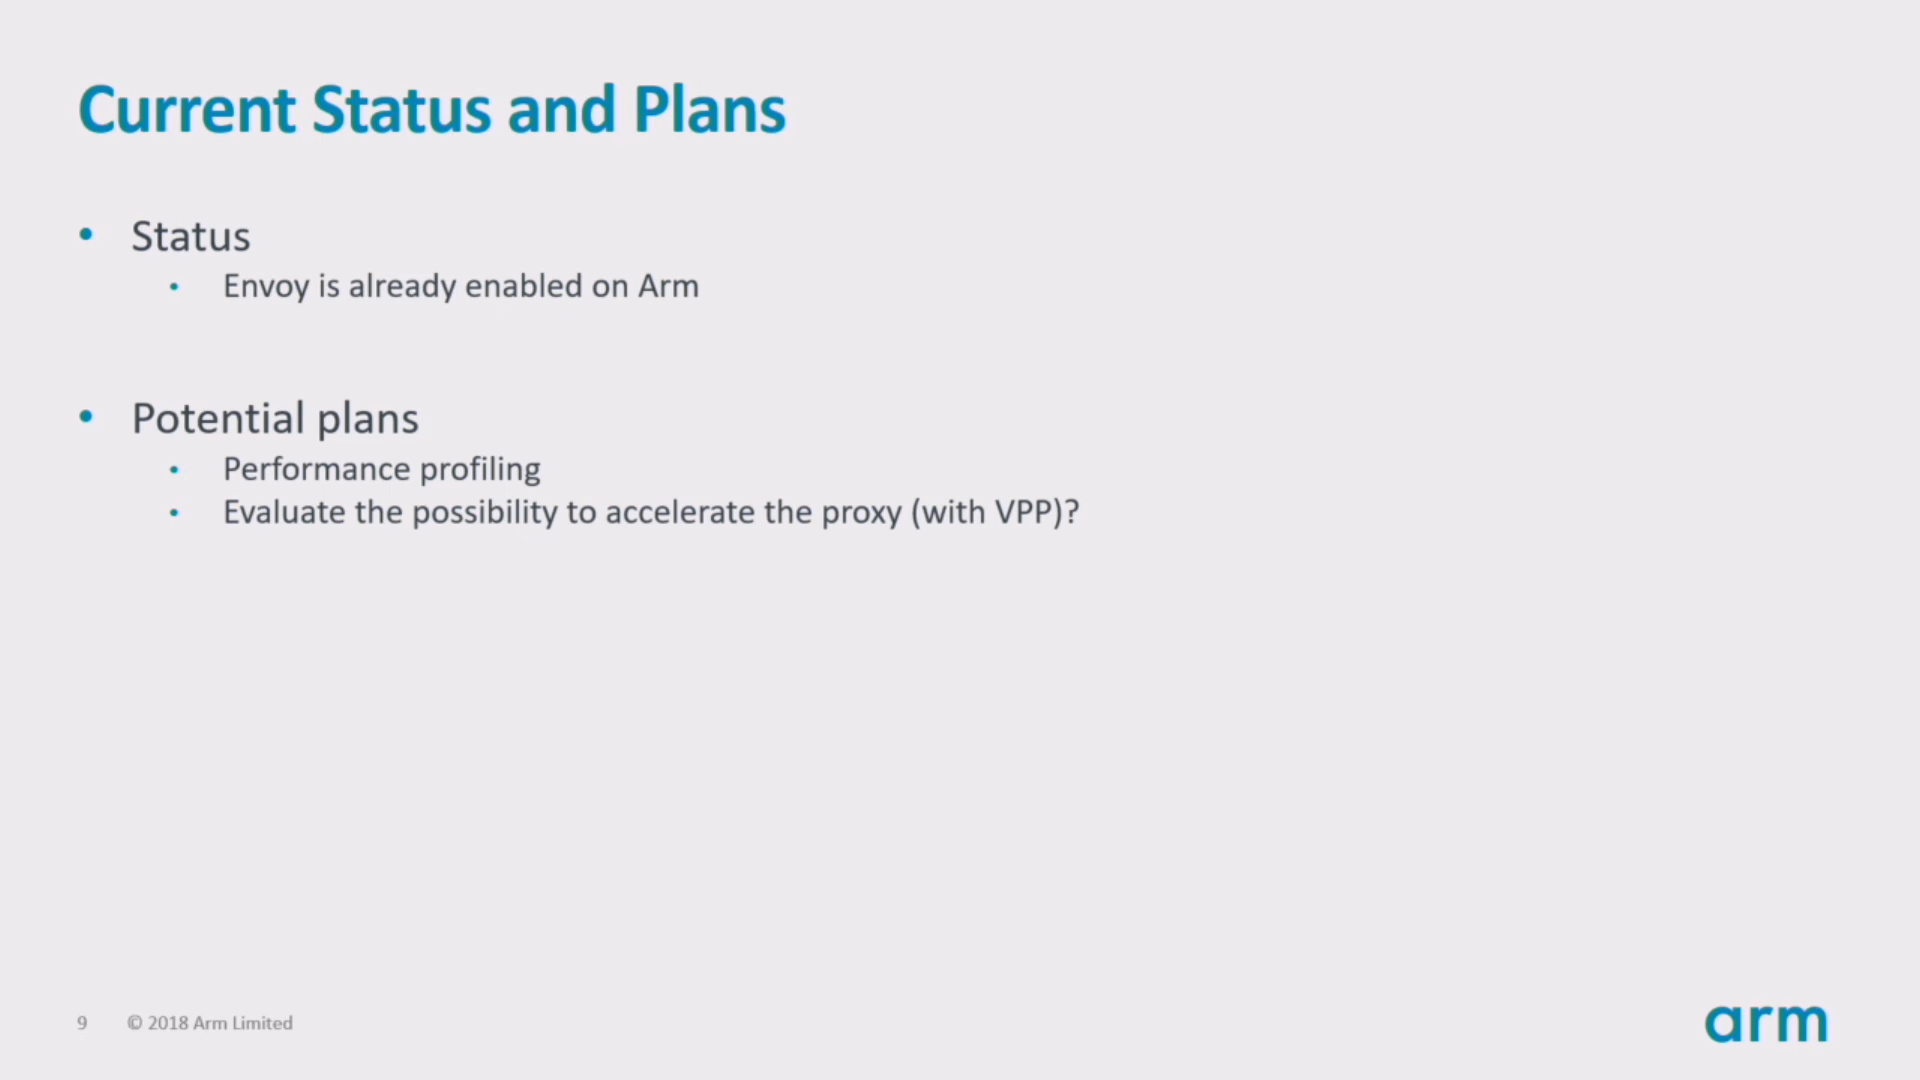 Current Status and Plans
• Status
• Envoy is already enabled on Arm
• Potential plans
• Performance profiling
• Evaluate the possibility to accelerate the proxy (with VPP)?
9 © 2018 Arm Limited
arm